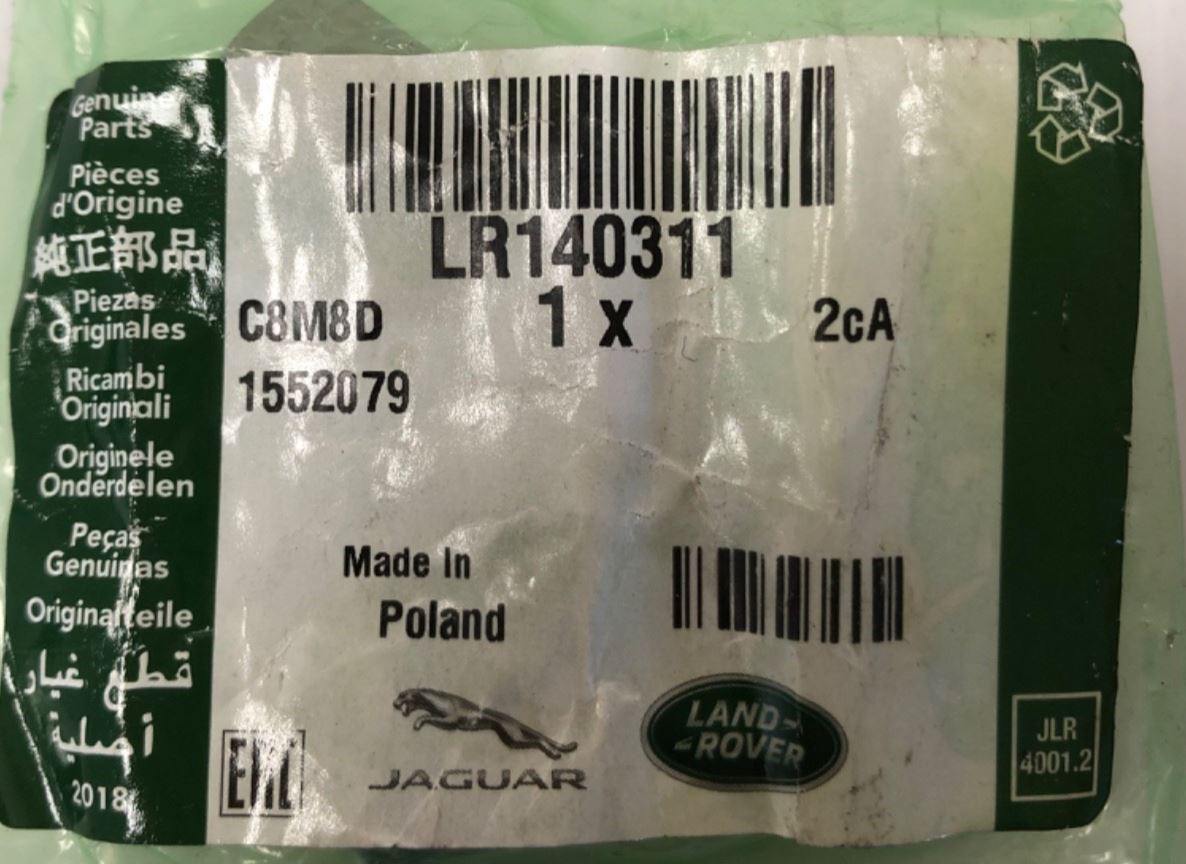 Genuine
Parts
Pièces
d'Origine
純正部品
Piezas
Originales
Ricambi
Originali
Originele
Onderdelen
Peças
Genuinas
Originalteile
قطع غيار
أصلية
2018
LR140311
C8M8D 1 x 2cA
1552079
Made In
Poland
EAC
JAGUAR
LAND-
-ROVER
JLR
4001.2